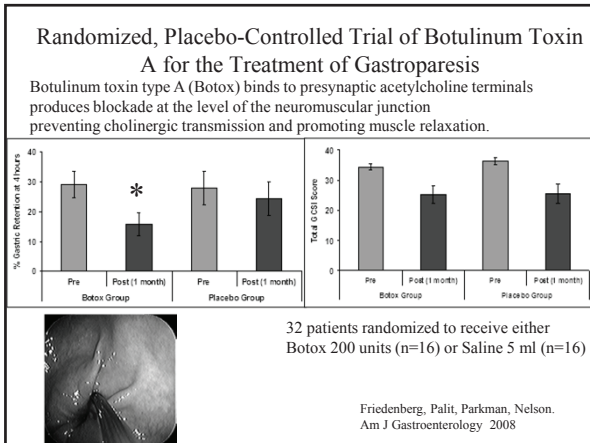 Randomized, Placebo-Controlled Trial of Botulinum Toxin
A for the Treatment of Gastroparesis
Botulinum toxin type A (Botox) binds to presynaptic acetylcholine terminals
produces blockade at the level of the neuromuscular junction
preventing cholinergic transmission and promoting muscle relaxation.
% Gastric Retention at 4 hours
40
30
20
10
0
*
Pre
Post (1 month)
Pre
Post (1 month)
Botox Group
Placebo Group
Total GCSI Score
40
30
20
10
0
Pre
Post (1 month)
Pre
Post (1 month)
Botox Group
Placebo Group
32 patients randomized to receive either
Botox 200 units (n=16) or Saline 5 ml (n=16)
Friedenberg, Palit, Parkman, Nelson.
Am J Gastroenterology 2008